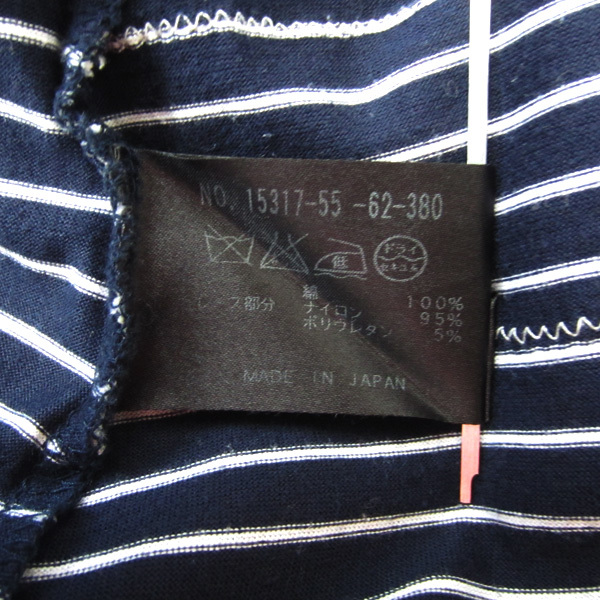 NO. 15317-55 -62-380
低 ドライ セキユ系
綿 100%
レース部分 ナイロン 95%
ポリウレタン 5%
MADE IN JAPAN